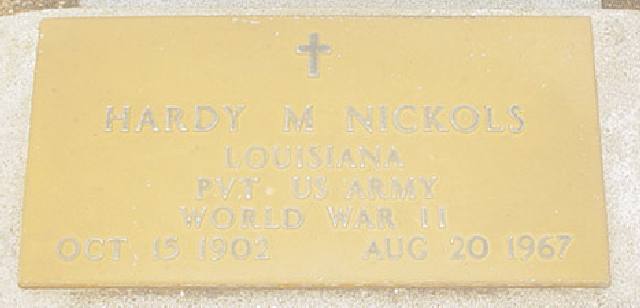 HARDY M NICKOLS
LOUISIANA
PVT US ARMY
WORLD WAR II
OCT 15 1902 AUG 20 1967